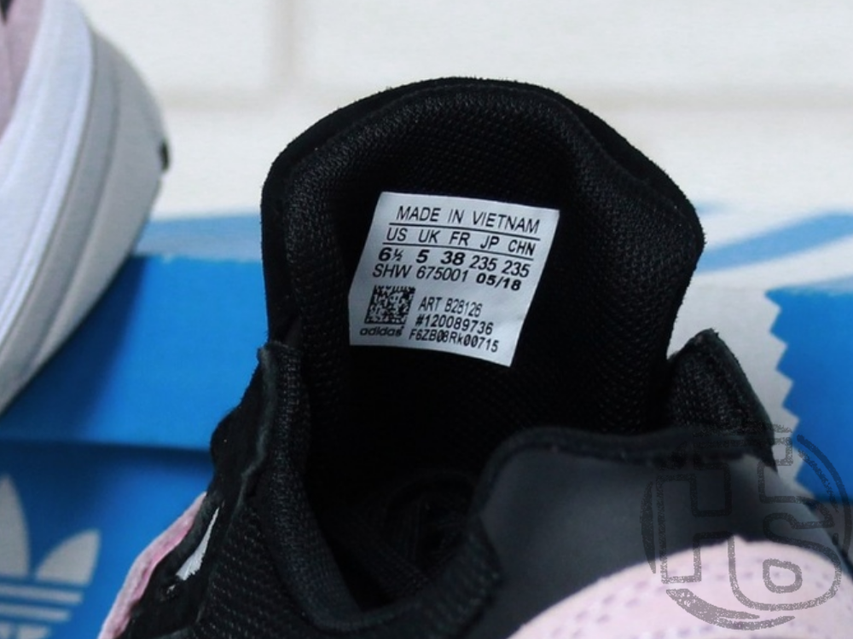 MADE IN VIETNAM
US UK FR JP CHN
6½ 5 38 235 235
SHW 675001 05/18
ART B28126
#120089736
adidas F6ZB08Rk00715
HS